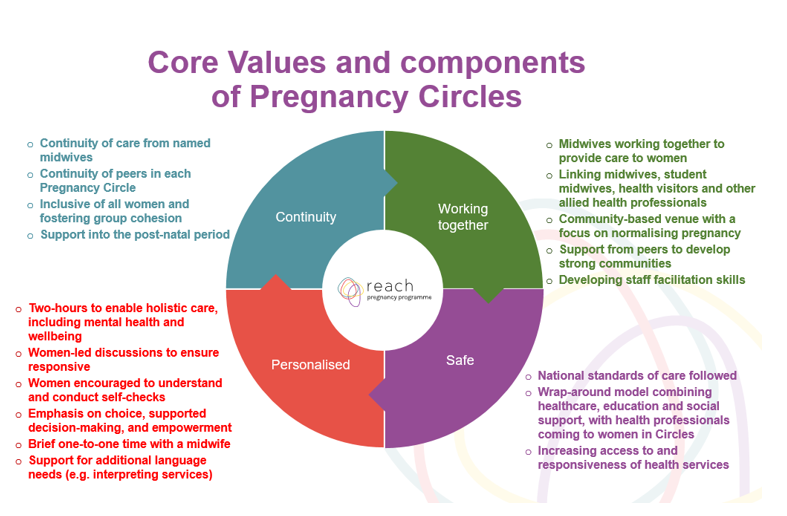 Core Values and components
of Pregnancy Circles
o Continuity of care from named
midwives
o Continuity of peers in each
Pregnancy Circle
o Inclusive of all women and
fostering group cohesion
o Support into the post-natal period
Continuity
Working
together
o Midwives working together to
provide care to women
o Linking midwives, student
midwives, health visitors and other
allied health professionals
o Community-based venue with a
focus on normalising pregnancy
o Support from peers to develop
strong communities
o Developing staff facilitation skills
reach
pregnancy programme
o Two-hours to enable holistic care,
including mental health and
wellbeing
o Women-led discussions to ensure
responsive
o Women encouraged to understand
and conduct self-checks
o Emphasis on choice, supported
decision-making, and empowerment
o Brief one-to-one time with a midwife
o Support for additional language
needs (e.g. interpreting services)
Personalised
Safe
o National standards of care followed
o Wrap-around model combining
healthcare, education and social
support, with health professionals
coming to women in Circles
o Increasing access to and
responsiveness of health services